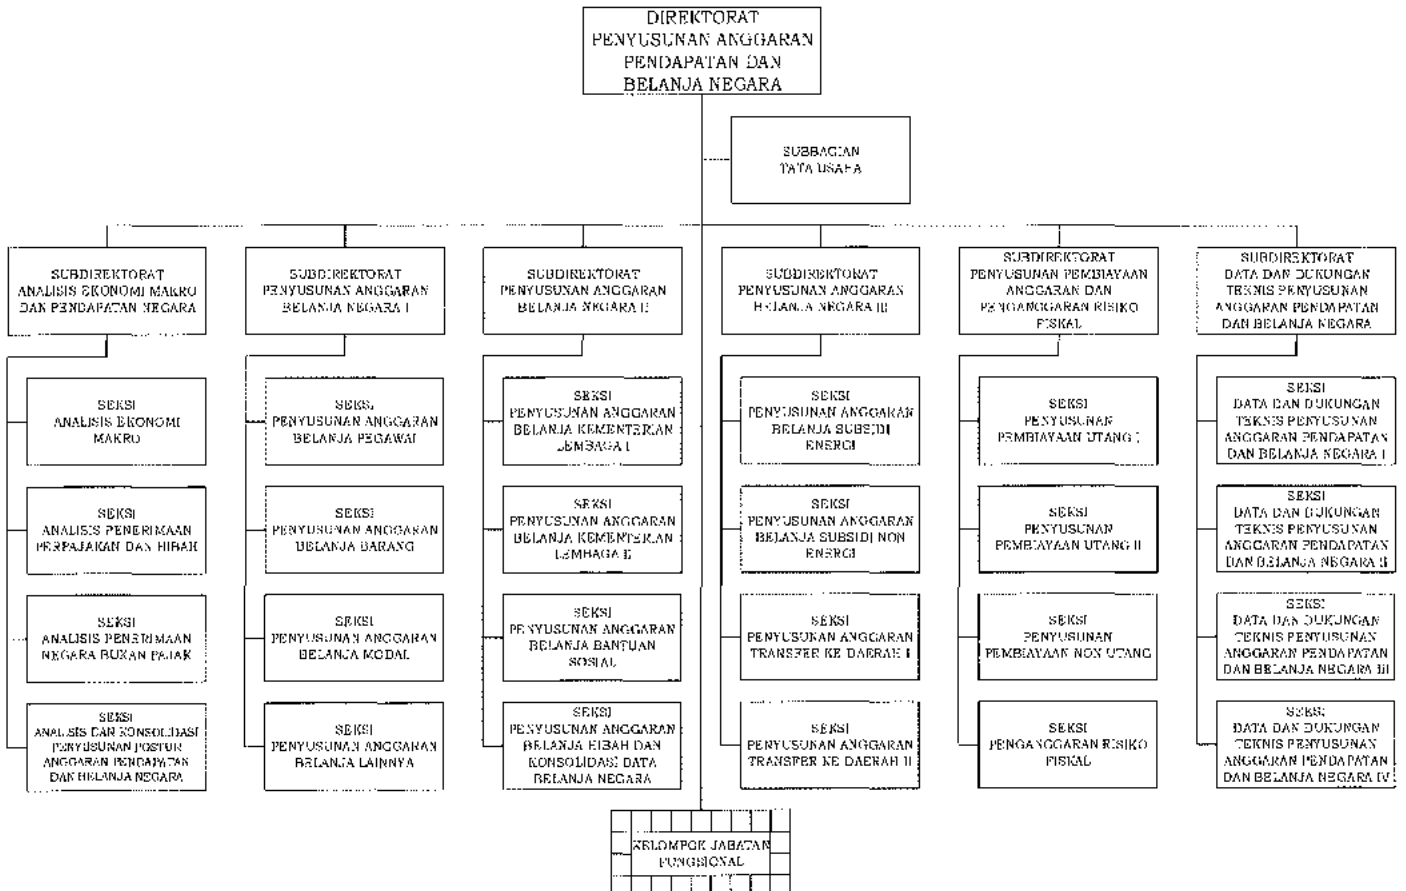 DIREKTORAT
PENYUSUNAN ANGGARAN
PENDAPATAN DAN
BELANJA NEGARA
SUBBAGIAN
TATA USAHA
SUBDIREKTORAT
ANALISIS EKONOMI MAKRO
DAN PENDAPATAN NEGARA
SUBDIREKTORAT
PENYUSUNAN ANGGARAN
BELANJA NEGARA I
SUBDIREKTORAT
PENYUSUNAN ANGGARAN
BELANJA NEGARA II
SUBDIREKTORAT
PENYUSUNAN ANGGARAN
BELANJA NEGARA III
SUBDIREKTORAT
PENYUSUNAN PEMBIAYAAN
ANGGARAN DAN
PENGANGGARAN RISIKO
FISKAL
SUBDIREKTORAT
DATA DAN DUKUNGAN
TEKNIS PENYUSUNAN
ANGGARAN PENDAPATAN
DAN BELANJA NEGARA
SEKSI
ANALISIS EKONOMI
MAKRO
SEKSI
PENYUSUNAN ANGGARAN
BELANJA PEGAWAI
SEKSI
PENYUSUNAN ANGGARAN
BELANJA KEMENTERIAN
LEMBAGA I
SEKSI
PENYUSUNAN ANGGARAN
BELANJA SUBSIDI
ENERGI
SEKSI
PENYUSUNAN
PEMBIAYAAN UTANG I
SEKSI
DATA DAN DUKUNGAN
TEKNIS PENYUSUNAN
ANGGARAN PENDAPATAN
DAN BELANJA NEGARA I
SEKSI
ANALISIS PENERIMAAN
PERPAJAKAN DAN HIBAH
SEKSI
PENYUSUNAN ANGGARAN
BELANJA BARANG
SEKSI
PENYUSUNAN ANGGARAN
BELANJA KEMENTERIAN
LEMBAGA II
SEKSI
PENYUSUNAN ANGGARAN
BELANJA SUBSIDI NON
ENERGI
SEKSI
PENYUSUNAN
PEMBIAYAAN UTANG II
SEKSI
DATA DAN DUKUNGAN
TEKNIS PENYUSUNAN
ANGGARAN PENDAPATAN
DAN BELANJA NEGARA II
SEKSI
ANALISIS PENERIMAAN
NEGARA BUKAN PAJAK
SEKSI
PENYUSUNAN ANGGARAN
BELANJA MODAL
SEKSI
PENYUSUNAN ANGGARAN
BELANJA BANTUAN
SOSIAL
SEKSI
PENYUSUNAN ANGGARAN
TRANSFER KE DAERAH I
SEKSI
PENYUSUNAN
PEMBIAYAAN NON UTANG
SEKSI
DATA DAN DUKUNGAN
TEKNIS PENYUSUNAN
ANGGARAN PENDAPATAN
DAN BELANJA NEGARA III
SEKSI
ANALISIS DAN KONSOLIDASI
PENYUSUNAN POSTUR
ANGGARAN PENDAPATAN
DAN BELANJA NEGARA
SEKSI
PENYUSUNAN ANGGARAN
BELANJA LAINNYA
SEKSI
PENYUSUNAN ANGGARAN
BELANJA HIBAH DAN
KONSOLIDASI DATA
BELANJA NEGARA
SEKSI
PENYUSUNAN ANGGARAN
TRANSFER KE DAERAH II
SEKSI
PENGANGGARAN RISIKO
FISKAL
SEKSI
DATA DAN DUKUNGAN
TEKNIS PENYUSUNAN
ANGGARAN PENDAPATAN
DAN BELANJA NEGARA IV
KELOMPOK JABATAN
FUNGSIONAL